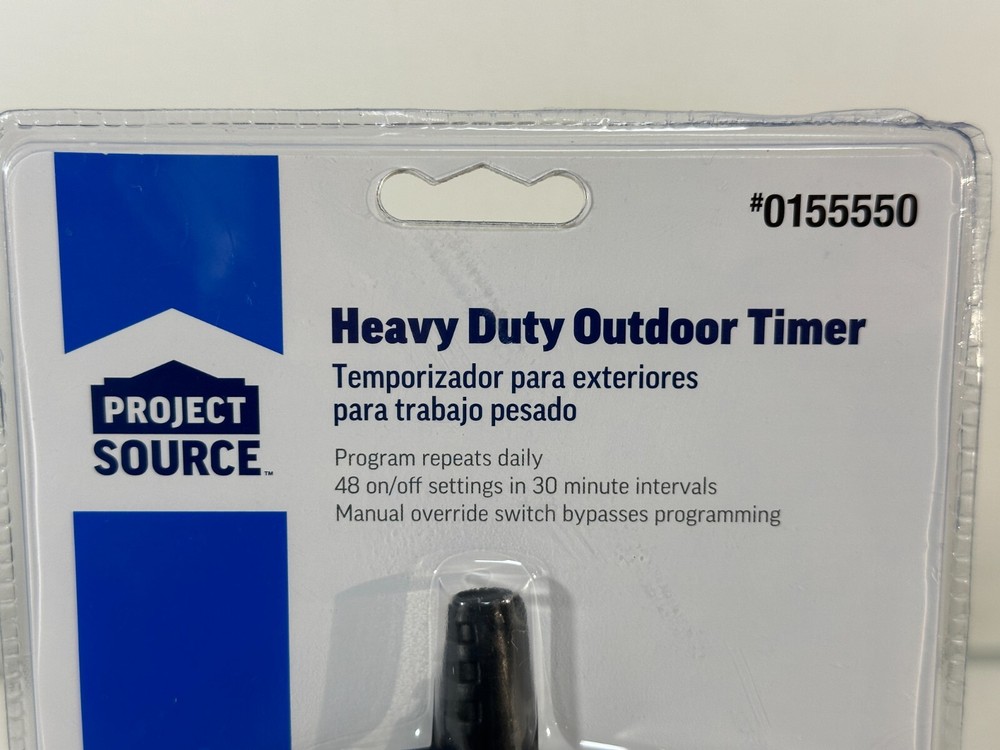 #0155550
Heavy Duty Outdoor Timer
Temporizador para exteriores
para trabajo pesado
PROJECT
SOURCE™
Program repeats daily
48 on/off settings in 30 minute intervals
Manual override switch bypasses programming